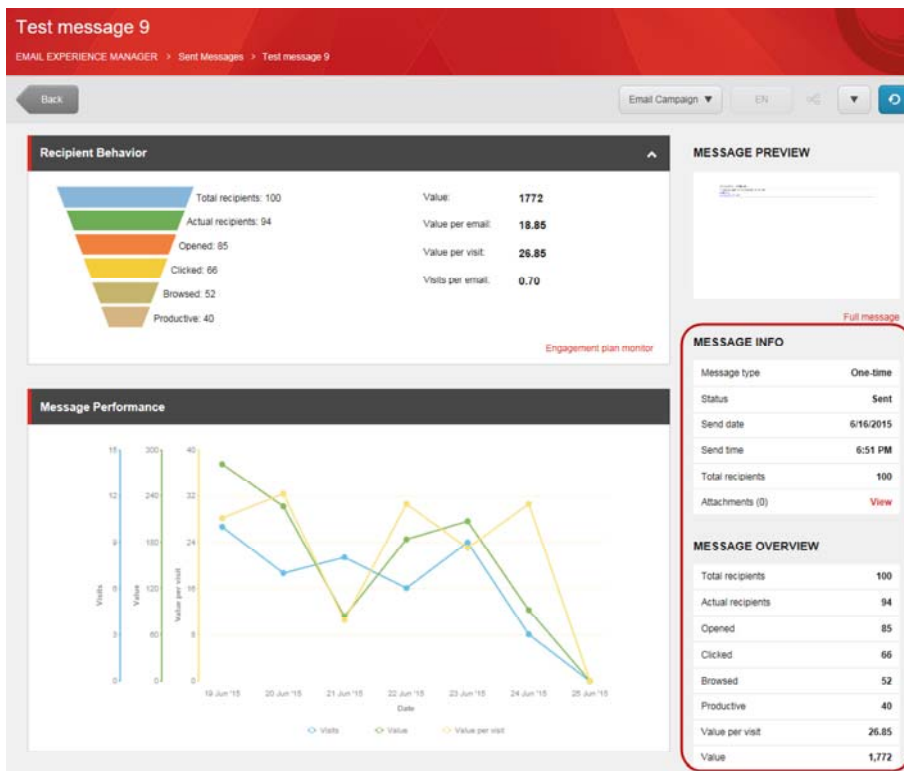 Test message 9
EMAIL EXPERIENCE MANAGER > Sent Messages > Test message 9
Back
Email Campaign ▼
EN
Recipient Behavior
Total recipients: 100
Actual recipients: 94
Opened: 85
Clicked: 66
Browsed: 52
Productive: 40
Value: 1772
Value per email: 18.85
Value per visit: 26.85
Visits per email: 0.70
Engagement plan monitor
Message Performance
15 300 40
12 240 32
9 180 24
6 120 16
3 60 8
0 0 0
Visits
Value
Value per visit
19 Jun '15 20 Jun '15 21 Jun '15 22 Jun '15 23 Jun '15 24 Jun '15 25 Jun '15
Date
Visits Value Value per visit
MESSAGE PREVIEW
Full message
MESSAGE INFO
Message type One-time
Status Sent
Send date 6/16/2015
Send time 6:51 PM
Total recipients 100
Attachments (0) View
MESSAGE OVERVIEW
Total recipients 100
Actual recipients 94
Opened 85
Clicked 66
Browsed 52
Productive 40
Value per visit 26.85
Value 1,772